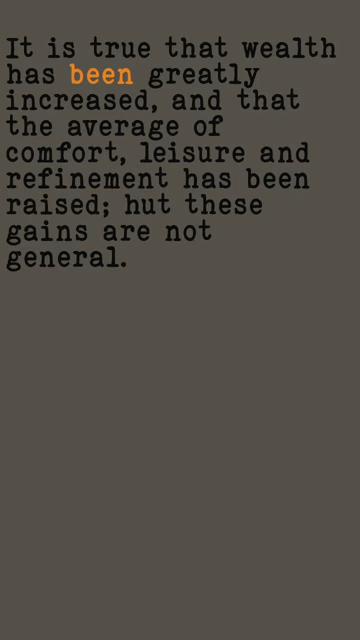 It is true that wealth
has been greatly
increased, and that
the average of
comfort, leisure and
refinement has been
raised; hut these
gains are not
general.